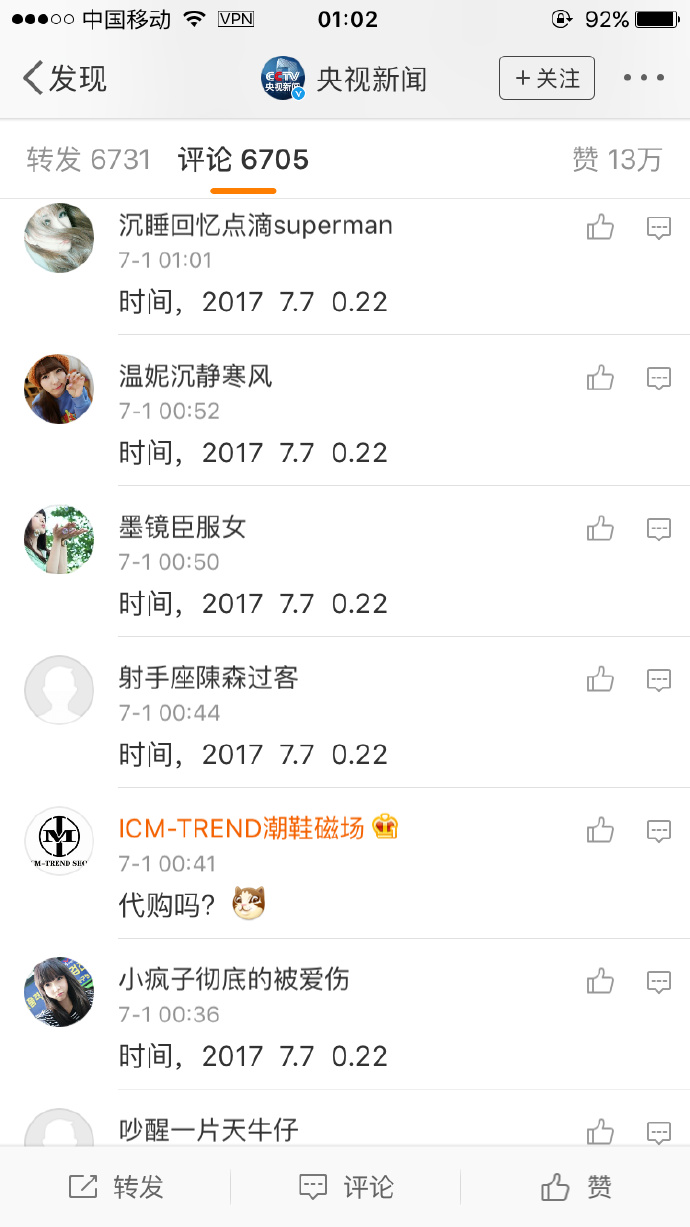 中国移动 VPN 01:02 92%
发现 CCTV 央视新闻 央视新闻 +关注
转发 6731 评论 6705 赞 13万
沉睡回忆点滴superman
7-1 01:01
时间，2017 7.7 0.22
温妮沉静寒风
7-1 00:52
时间，2017 7.7 0.22
墨镜臣服女
7-1 00:50
时间，2017 7.7 0.22
射手座陳森过客
7-1 00:44
时间，2017 7.7 0.22
ICM-TREND潮鞋磁场
7-1 00:41
代购吗？
小疯子彻底的被爱伤
7-1 00:36
时间，2017 7.7 0.22
吵醒一片天牛仔
转发 评论 赞